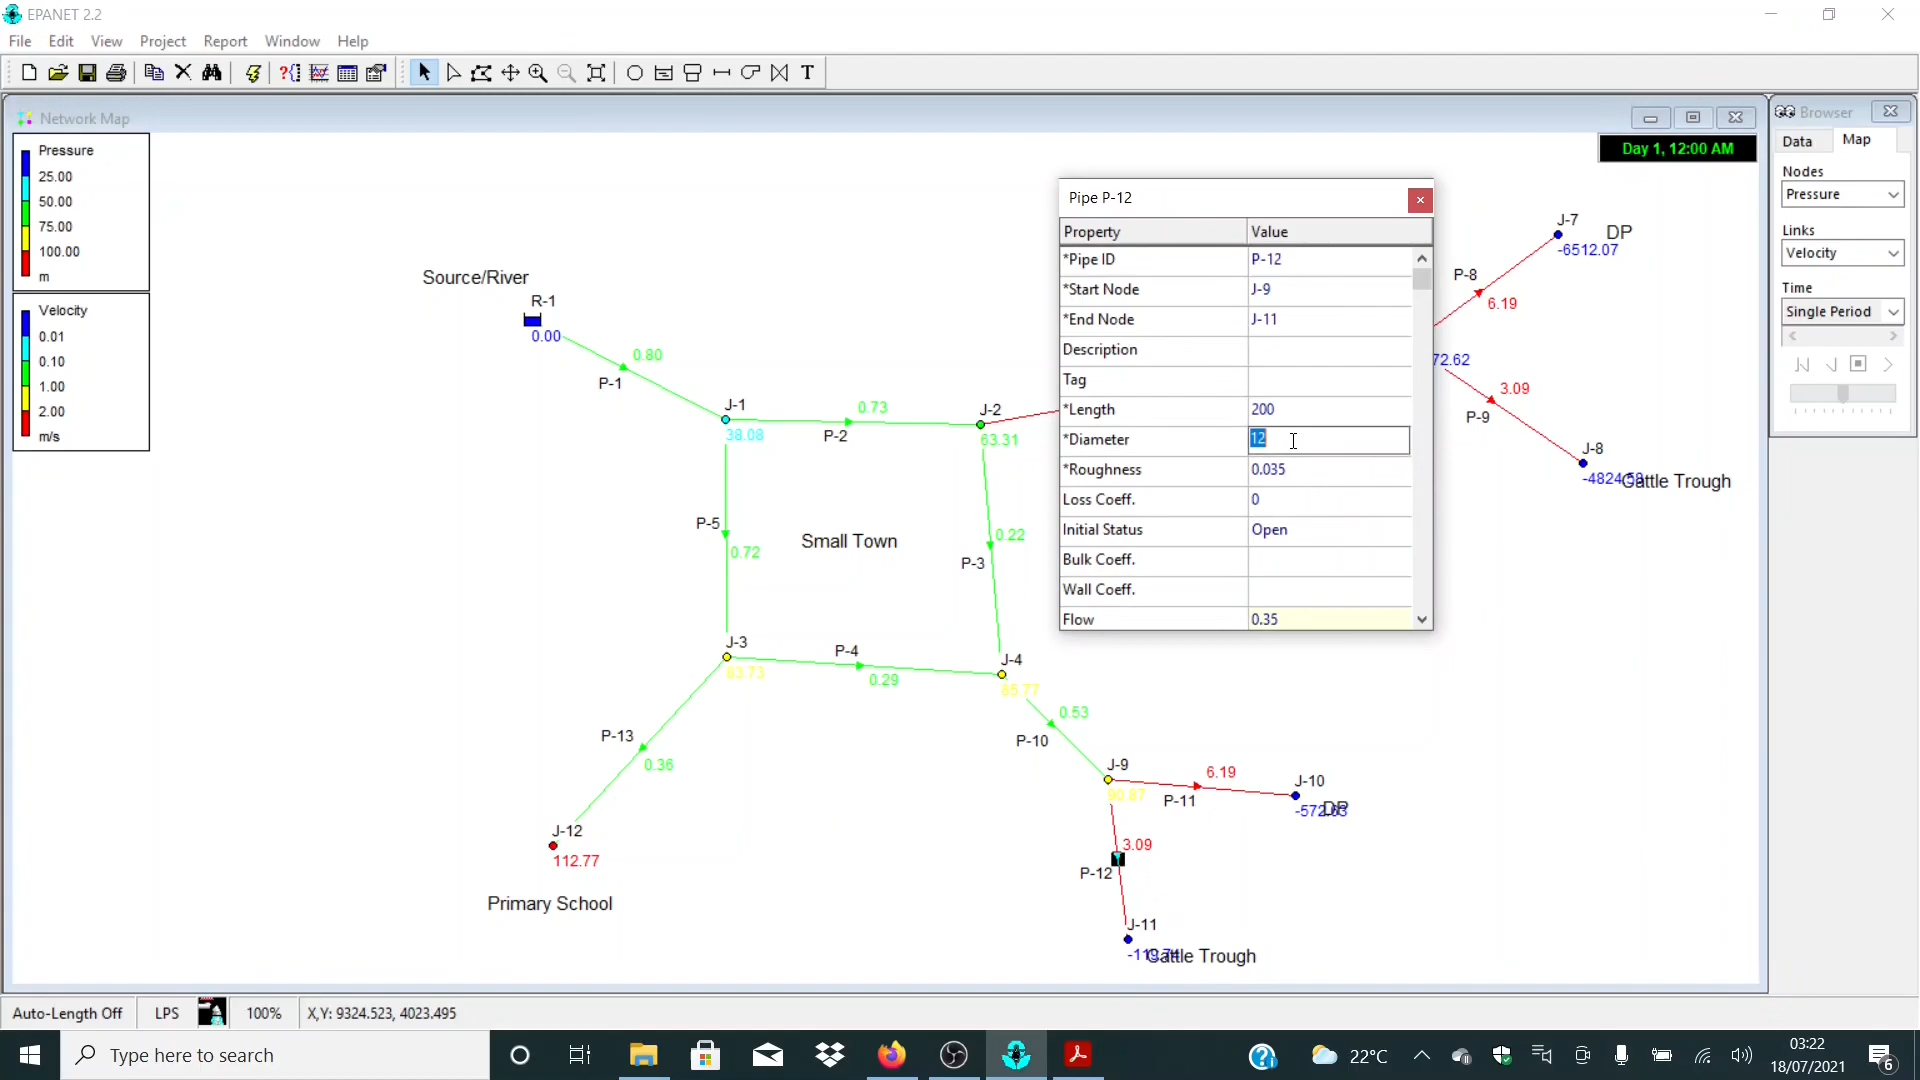 EPANET 2.2
File Edit View Project Report Window Help
T
Network Map
Pressure
25.00
50.00
75.00
100.00
m
Velocity
0.01
0.10
1.00
2.00
m/s
Day 1, 12:00 AM
Source/River
R-1
0.00
0.80
P-1
J-1
38.08
0.73
P-2
J-2
63.31
P-5
0.72
Small Town
0.22
P-3
J-3
83.73
P-4
0.29
J-4
85.77
P-13
0.36
J-12
112.77
Primary School
0.53
P-10
J-9
90.87
6.19
P-11
J-10
DP
3.09
P-12
J-11
Cattle Trough
J-7
DP
-6512.07
P-8
6.19
72.62
3.09
P-9
J-8
Cattle Trough
Pipe P-12
Property Value
*Pipe ID P-12
*Start Node J-9
*End Node J-11
Description
Tag
*Length 200
*Diameter 12
*Roughness 0.035
Loss Coeff. 0
Initial Status Open
Bulk Coeff.
Wall Coeff.
Flow 0.35
Browser
Data Map
Nodes
Pressure
Links
Velocity
Time
Single Period
Auto-Length Off LPS 100% X,Y: 9324.523, 4023.495
Type here to search
22°C
03:22
18/07/2021
6